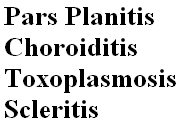 Pars Planitis
Choroiditis
Toxoplasmosis
Scleritis